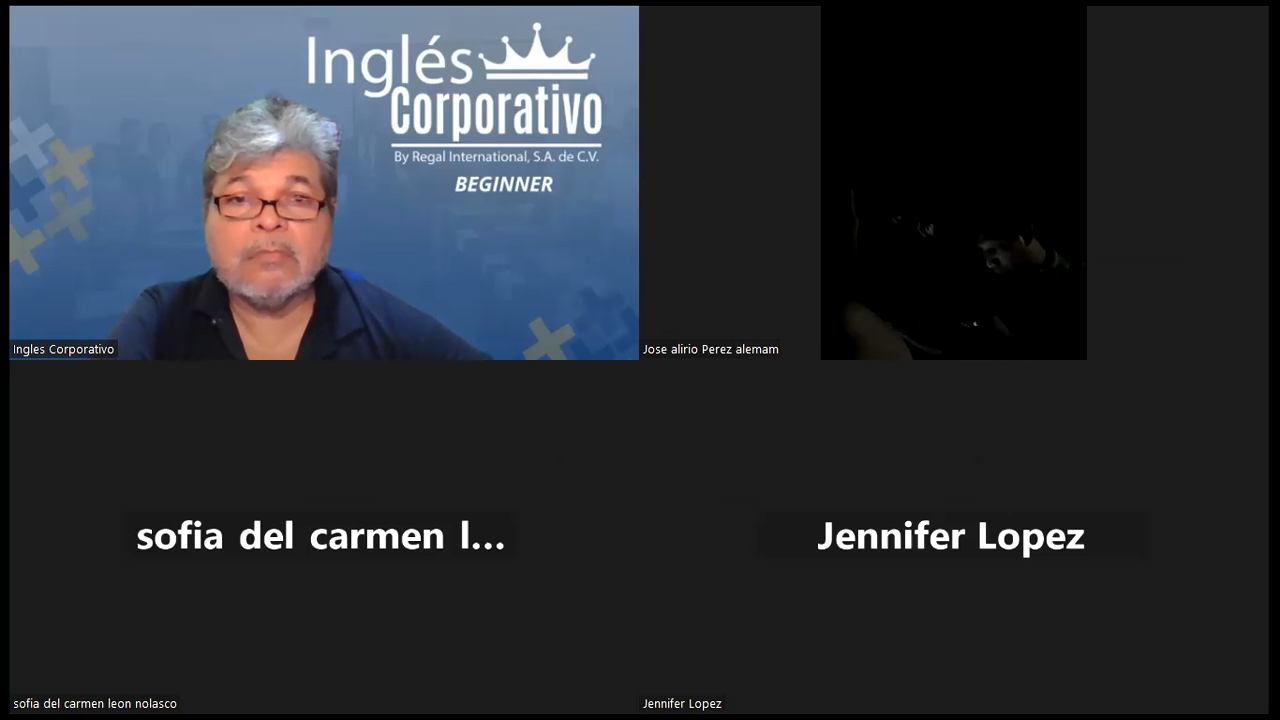 Inglés
Corporativo
By Regal International, S.A. de C.V.
BEGINNER
Ingles Corporativo
Jose alirio Perez alemam
sofia del carmen l...
Jennifer Lopez
sofia del carmen leon nolasco
Jennifer Lopez